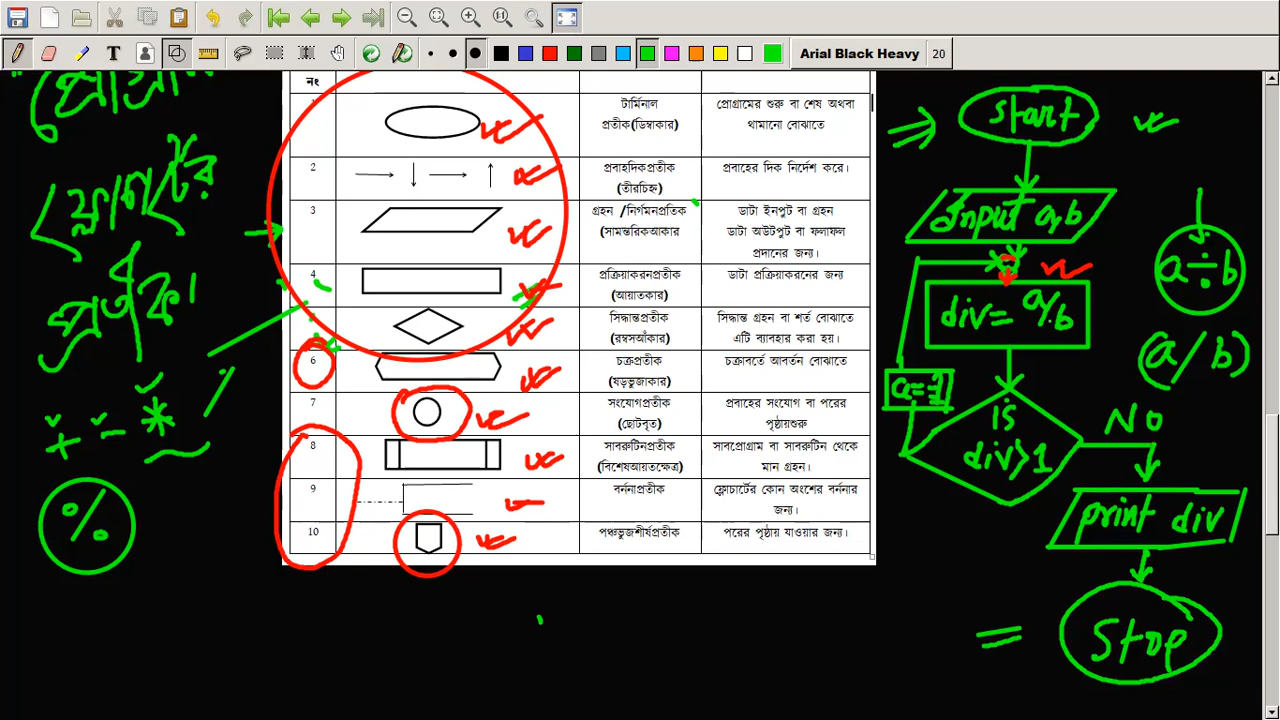 Arial Black Heavy 20
প্রোগ্রাম
ফ্লোচার্টের
প্রতীক।
+ - * /
%
নং
টার্মিনাল
প্রতীক(ডিম্বাকার)
প্রোগ্রামের শুরু বা শেষ অথবা
থামানো বোঝাতে
2
প্রবাহদিকপ্রতীক
(তীরচিহ্ন)
প্রবাহের দিক নির্দেশ করে।
3
গ্রহন /নির্গমনপ্রতিক
(সামন্তরিকআকার
ডাটা ইনপুট বা গ্রহন
ডাটা অউটপুট বা ফলাফল
প্রদানের জন্য।
4
প্রক্রিয়াকরনপ্রতীক
(আয়াতকার)
ডাটা প্রক্রিয়াকরনের জন্য
সিদ্ধান্তপ্রতীক
(রম্বসআঁকার)
সিদ্ধান্ত গ্রহন বা শর্ত বোঝাতে
এটি ব্যাবহার করা হয়।
6
চক্রপ্রতীক
(ষড়ভুজাকার)
চক্রাবর্তে আবর্তন বোঝাতে
7
সংযোগপ্রতীক
(ছোটবৃত)
প্রবাহের সংযোগ বা পরের
পৃষ্ঠায়শুরু
8
সাবরুটিনপ্রতীক
(বিশেষআয়তক্ষেত্র)
সাবপ্রোগ্রাম বা সাবরুটিন থেকে
মান গ্রহন।
9
বর্ননাপ্রতীক
ফ্লোচার্টের কোন অংশের বর্ননার
জন্য।
10
পঞ্চভুজশীর্ষপ্রতীক
পরের পৃষ্ঠায় যাওয়ার জন্য।
start
Input a,b
div= a/b
is
div>1
NO
print div
= Stop
a÷b
(a / b)